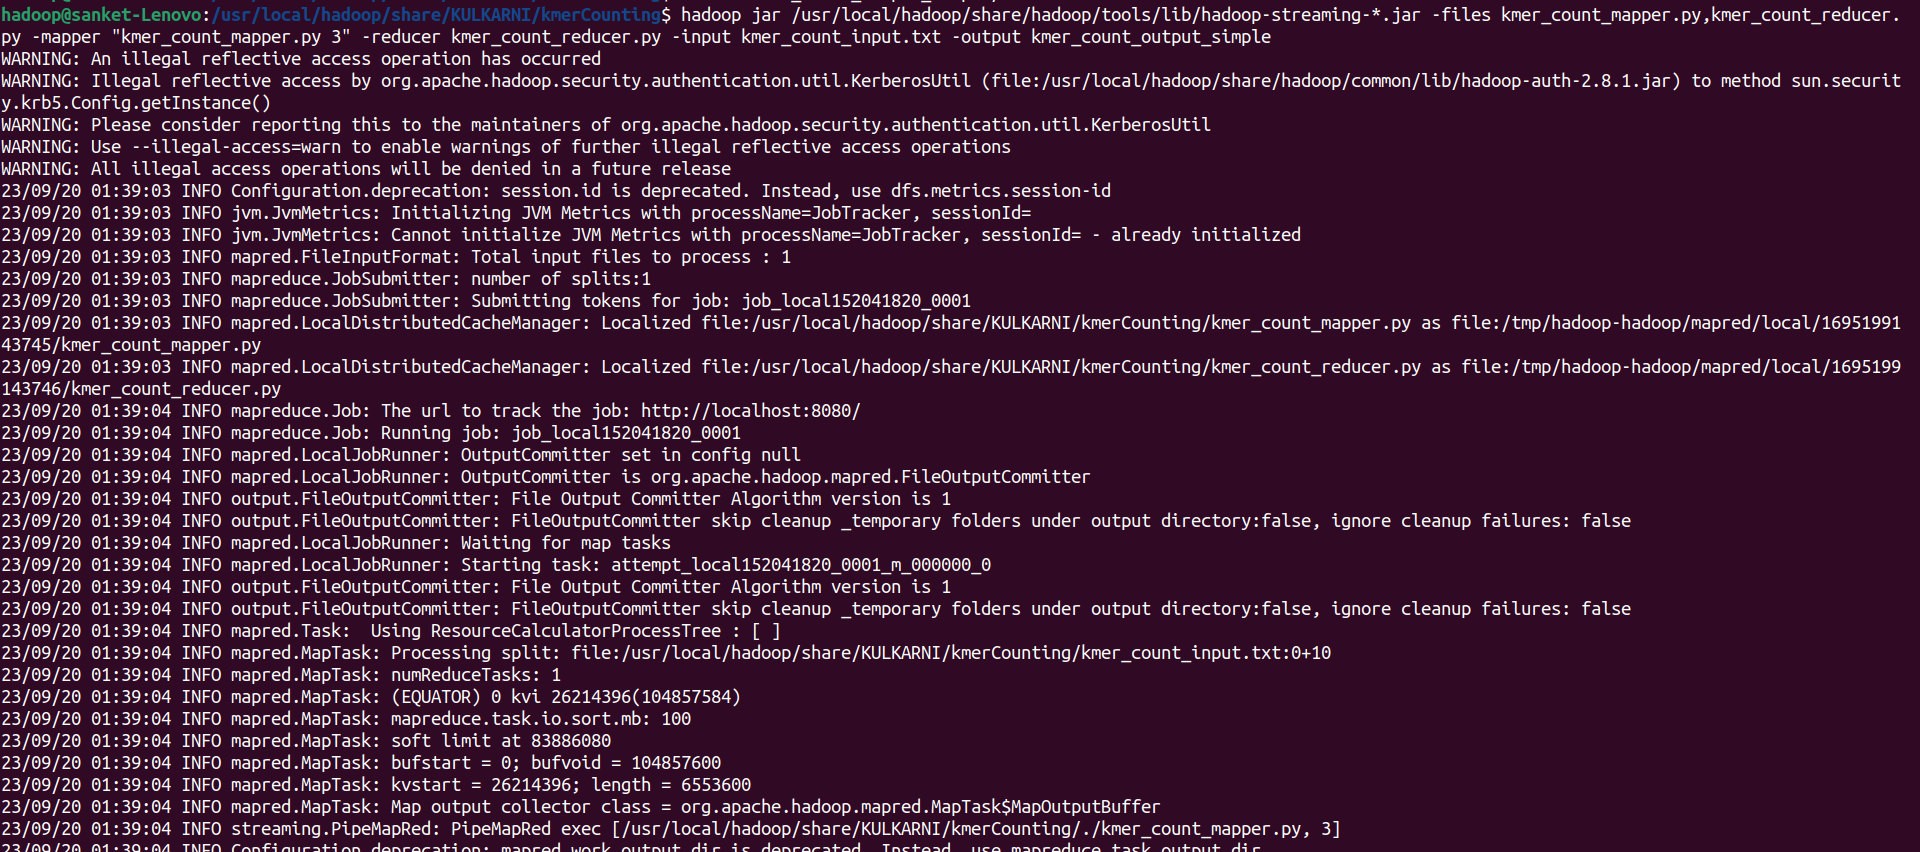 hadoop@sanket-Lenovo:/usr/local/hadoop/share/KULKARNI/kmerCounting$ hadoop jar /usr/local/hadoop/share/hadoop/tools/lib/hadoop-streaming-*.jar -files kmer_count_mapper.py,kmer_count_reducer.
py -mapper "kmer_count_mapper.py 3" -reducer kmer_count_reducer.py -input kmer_count_input.txt -output kmer_count_output_simple
WARNING: An illegal reflective access operation has occurred
WARNING: Illegal reflective access by org.apache.hadoop.security.authentication.util.KerberosUtil (file:/usr/local/hadoop/share/hadoop/common/lib/hadoop-auth-2.8.1.jar) to method sun.securit
y.krb5.Config.getInstance()
WARNING: Please consider reporting this to the maintainers of org.apache.hadoop.security.authentication.util.KerberosUtil
WARNING: Use --illegal-access=warn to enable warnings of further illegal reflective access operations
WARNING: All illegal access operations will be denied in a future release
23/09/20 01:39:03 INFO Configuration.deprecation: session.id is deprecated. Instead, use dfs.metrics.session-id
23/09/20 01:39:03 INFO jvm.JvmMetrics: Initializing JVM Metrics with processName=JobTracker, sessionId=
23/09/20 01:39:03 INFO jvm.JvmMetrics: Cannot initialize JVM Metrics with processName=JobTracker, sessionId= - already initialized
23/09/20 01:39:03 INFO mapred.FileInputFormat: Total input files to process : 1
23/09/20 01:39:03 INFO mapreduce.JobSubmitter: number of splits:1
23/09/20 01:39:03 INFO mapreduce.JobSubmitter: Submitting tokens for job: job_local152041820_0001
23/09/20 01:39:03 INFO mapred.LocalDistributedCacheManager: Localized file:/usr/local/hadoop/share/KULKARNI/kmerCounting/kmer_count_mapper.py as file:/tmp/hadoop-hadoop/mapred/local/16951991
43745/kmer_count_mapper.py
23/09/20 01:39:03 INFO mapred.LocalDistributedCacheManager: Localized file:/usr/local/hadoop/share/KULKARNI/kmerCounting/kmer_count_reducer.py as file:/tmp/hadoop-hadoop/mapred/local/1695199
143746/kmer_count_reducer.py
23/09/20 01:39:04 INFO mapreduce.Job: The url to track the job: http://localhost:8080/
23/09/20 01:39:04 INFO mapreduce.Job: Running job: job_local152041820_0001
23/09/20 01:39:04 INFO mapred.LocalJobRunner: OutputCommitter set in config null
23/09/20 01:39:04 INFO mapred.LocalJobRunner: OutputCommitter is org.apache.hadoop.mapred.FileOutputCommitter
23/09/20 01:39:04 INFO output.FileOutputCommitter: File Output Committer Algorithm version is 1
23/09/20 01:39:04 INFO output.FileOutputCommitter: FileOutputCommitter skip cleanup _temporary folders under output directory:false, ignore cleanup failures: false
23/09/20 01:39:04 INFO mapred.LocalJobRunner: Waiting for map tasks
23/09/20 01:39:04 INFO mapred.LocalJobRunner: Starting task: attempt_local152041820_0001_m_000000_0
23/09/20 01:39:04 INFO output.FileOutputCommitter: File Output Committer Algorithm version is 1
23/09/20 01:39:04 INFO output.FileOutputCommitter: FileOutputCommitter skip cleanup _temporary folders under output directory:false, ignore cleanup failures: false
23/09/20 01:39:04 INFO mapred.Task:  Using ResourceCalculatorProcessTree : [ ]
23/09/20 01:39:04 INFO mapred.MapTask: Processing split: file:/usr/local/hadoop/share/KULKARNI/kmerCounting/kmer_count_input.txt:0+10
23/09/20 01:39:04 INFO mapred.MapTask: numReduceTasks: 1
23/09/20 01:39:04 INFO mapred.MapTask: (EQUATOR) 0 kvi 26214396(104857584)
23/09/20 01:39:04 INFO mapred.MapTask: mapreduce.task.io.sort.mb: 100
23/09/20 01:39:04 INFO mapred.MapTask: soft limit at 83886080
23/09/20 01:39:04 INFO mapred.MapTask: bufstart = 0; bufvoid = 104857600
23/09/20 01:39:04 INFO mapred.MapTask: kvstart = 26214396; length = 6553600
23/09/20 01:39:04 INFO mapred.MapTask: Map output collector class = org.apache.hadoop.mapred.MapTask$MapOutputBuffer
23/09/20 01:39:04 INFO streaming.PipeMapRed: PipeMapRed exec [/usr/local/hadoop/share/KULKARNI/kmerCounting/./kmer_count_mapper.py, 3]
23/09/20 01:39:04 INFO Configuration.deprecation: mapred.work.output.dir is deprecated. Instead, use mapreduce.task.output.dir